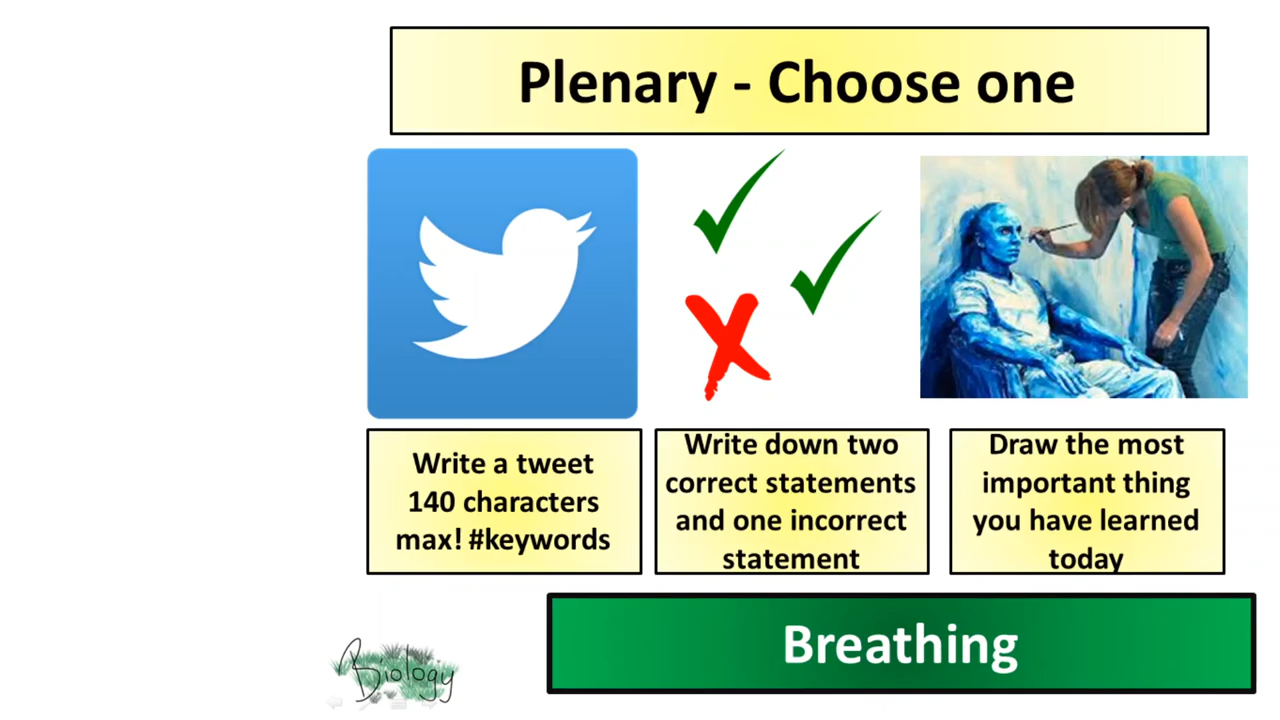 Plenary - Choose one
Write a tweet
140 characters
max! #keywords
Write down two
correct statements
and one incorrect
statement
Draw the most
important thing
you have learned
today
Breathing
Biology